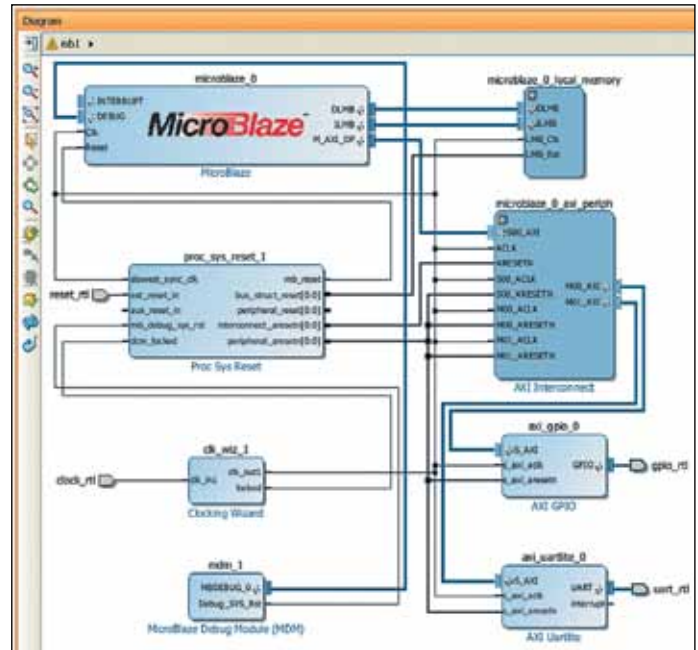 Diagram
mb1
microblaze_0
INTERRUPT
DEBUG
Clk
Reset
MicroBlaze
DLMB
ILMB
M_AXI_DP
MicroBlaze
microblaze_0_local_memory
DLMB
ILMB
LMB_Clk
LMB_Rst
microblaze_0_axi_periph
S00_AXI
ACLK
ARESETN
S00_ACLK
S00_ARESETN
M00_ACLK
M00_ARESETN
M01_ACLK
M01_ARESETN
M00_AXI
M01_AXI
AXI Interconnect
proc_sys_reset_1
reset_rtl
slowest_sync_clk
ext_reset_in
aux_reset_in
mb_debug_sys_rst
dcm_locked
mb_reset
bus_struct_reset[0:0]
peripheral_reset[0:0]
interconnect_aresetn[0:0]
peripheral_aresetn[0:0]
Proc Sys Reset
clk_wiz_1
clock_rtl
clk_in1
clk_out1
locked
Clocking Wizard
axi_gpio_0
S_AXI
s_axi_aclk
s_axi_aresetn
GPIO
gpio_rtl
AXI GPIO
mdm_1
MBDEBUG_0
Debug_SYS_Rst
MicroBlaze Debug Module (MDM)
axi_uartlite_0
S_AXI
s_axi_aclk
s_axi_aresetn
UART
interrupt
uart_rtl
AXI Uartlite